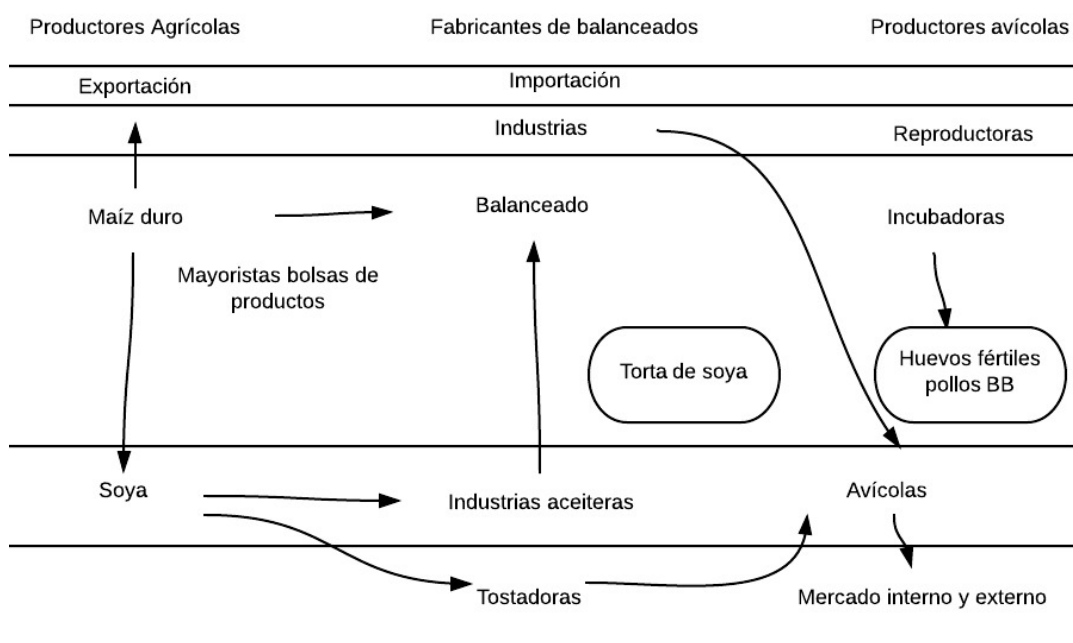 Productores Agrícolas
Fabricantes de balanceados
Productores avícolas
Exportación
Importación
Industrias
Reproductoras
Maíz duro
Balanceado
Incubadoras
Mayoristas bolsas de
productos
Torta de soya
Huevos fértiles
pollos BB
Soya
Industrias aceiteras
Avícolas
Tostadoras
Mercado interno y externo